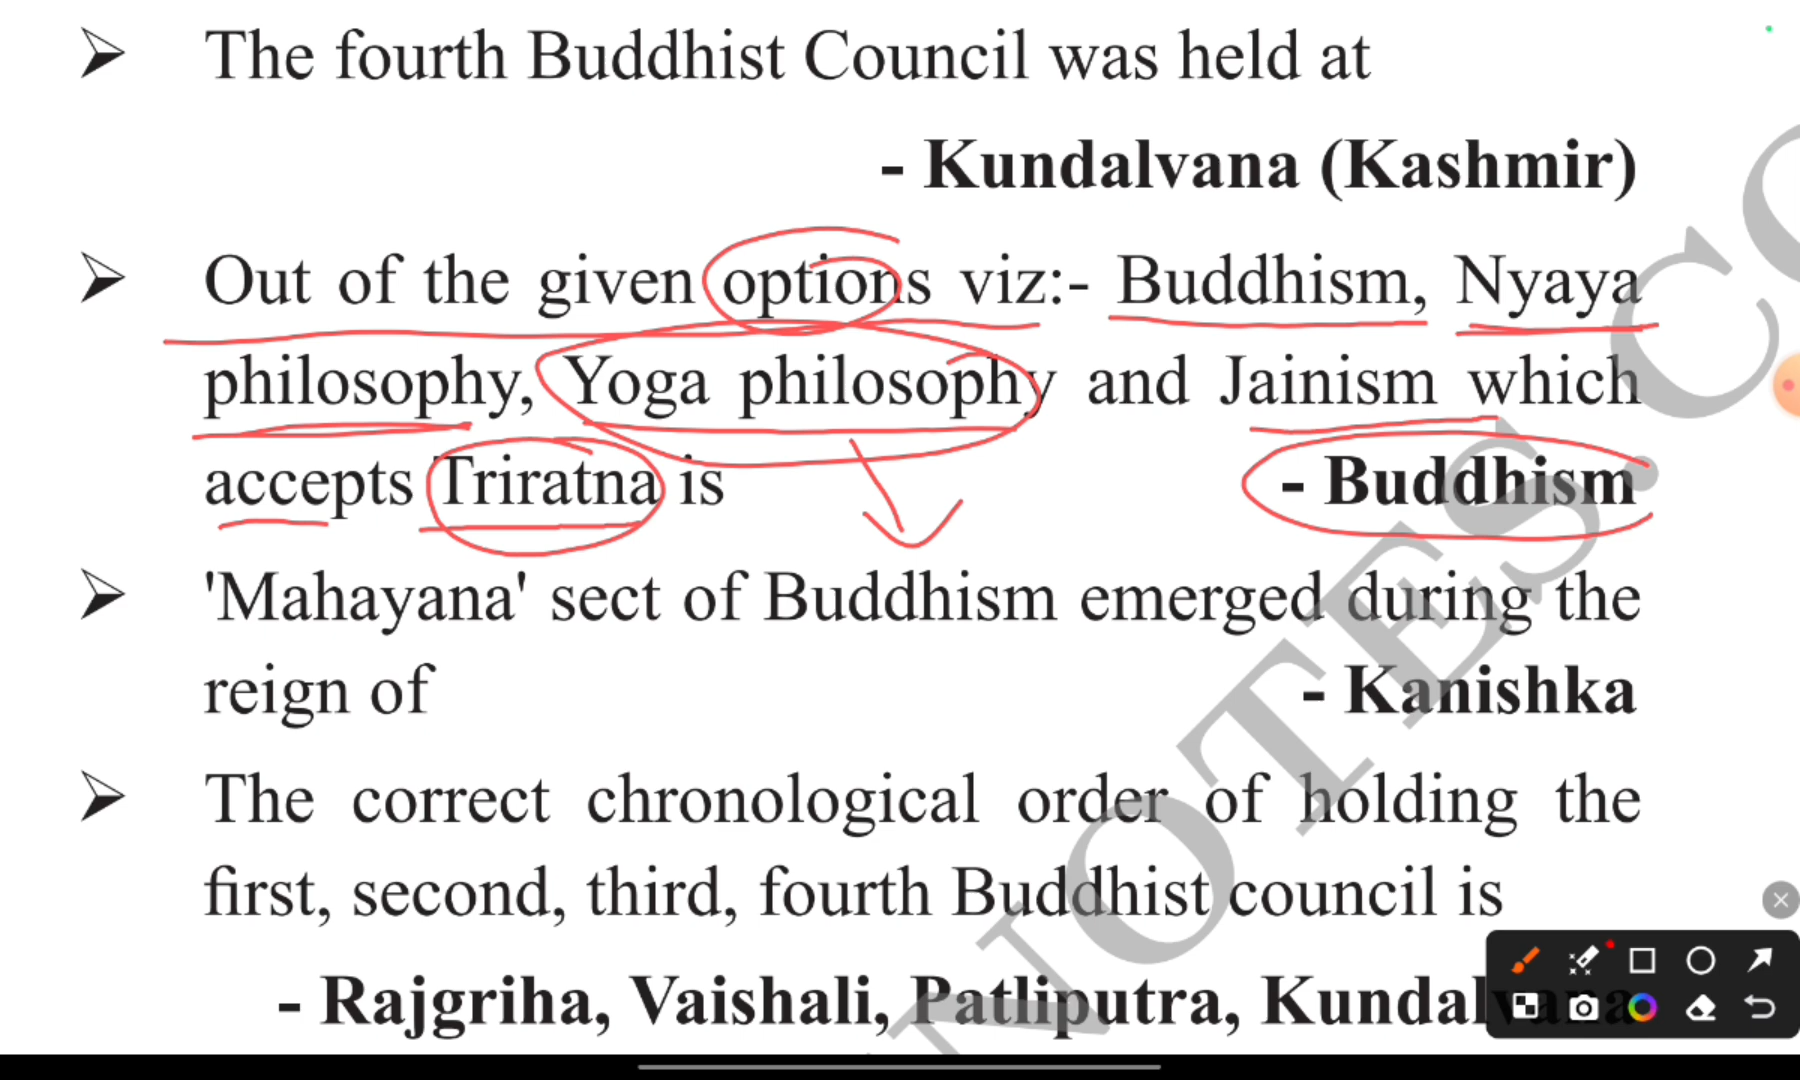 ➢ The fourth Buddhist Council was held at
- Kundalvana (Kashmir)
➢ Out of the given options viz:- Buddhism, Nyaya
philosophy, Yoga philosophy and Jainism which
accepts Triratna is - Buddhism
➢ 'Mahayana' sect of Buddhism emerged during the
reign of - Kanishka
➢ The correct chronological order of holding the
first, second, third, fourth Buddhist council is
- Rajgriha, Vaishali, Patliputra, Kundalvana
NOTES.CO